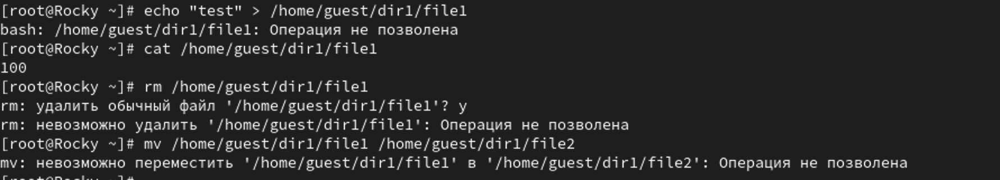 [root@Rocky ~]# echo "test" > /home/guest/dir1/file1
bash: /home/guest/dir1/file1: Операция не позволена
[root@Rocky ~]# cat /home/guest/dir1/file1
100
[root@Rocky ~]# rm /home/guest/dir1/file1
rm: удалить обычный файл '/home/guest/dir1/file1'? y
rm: невозможно удалить '/home/guest/dir1/file1': Операция не позволена
[root@Rocky ~]# mv /home/guest/dir1/file1 /home/guest/dir1/file2
mv: невозможно переместить '/home/guest/dir1/file1' в '/home/guest/dir1/file2': Операция не позволена
[root@Rocky ~]#